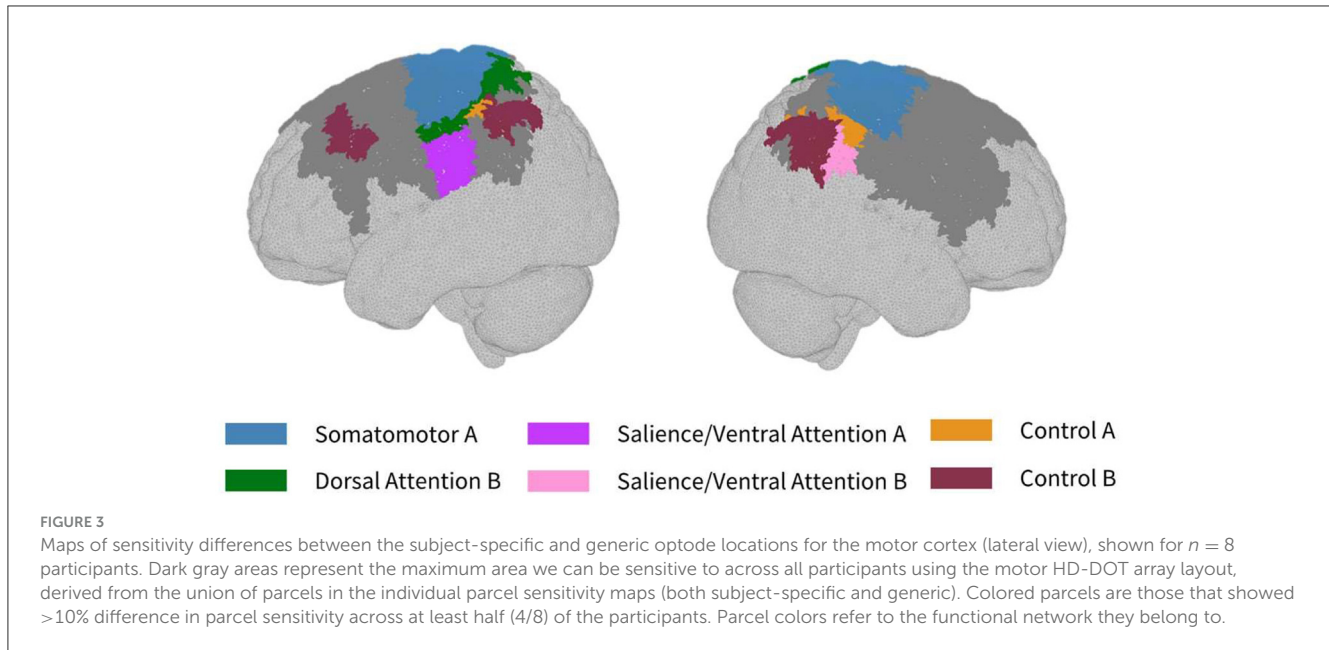 Somatomotor A
Salience/Ventral Attention A
Control A
Dorsal Attention B
Salience/Ventral Attention B
Control B
FIGURE 3
Maps of sensitivity differences between the subject-specific and generic optode locations for the motor cortex (lateral view), shown for n = 8
participants. Dark gray areas represent the maximum area we can be sensitive to across all participants using the motor HD-DOT array layout,
derived from the union of parcels in the individual parcel sensitivity maps (both subject-specific and generic). Colored parcels are those that showed
>10% difference in parcel sensitivity across at least half (4/8) of the participants. Parcel colors refer to the functional network they belong to.